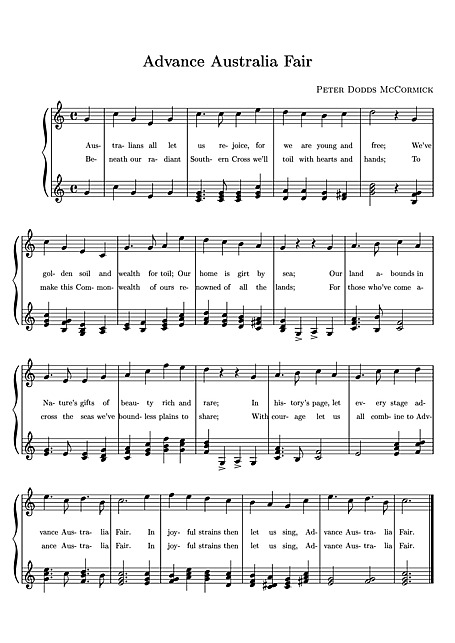 Advance Australia Fair
Peter Dodds McCormick
Aus- tralians all let us re- joice, for we are young and free; We've
Be- neath our ra- diant South- ern Cross we'll toil with hearts and hands; To
gol- den soil and wealth for toil; Our home is girt by sea; Our land a- bounds in
make this Com- mon- wealth of ours re- nowned of all the lands; For those who've come a-
Na- ture's gifts of beau- ty rich and rare; In his- tory's page, let ev- ery stage ad-
cross the seas we've bound- less plains to share; With cour- age let us all com- bine to Adv-
vance Aus- tra- lia Fair. In joy- ful strains then let us sing, Ad- vance Aus- tra- lia Fair.
ance Aus- tra- lia Fair. In joy- ful strains then let us sing, Ad- vance Aus- tra- lia Fair.